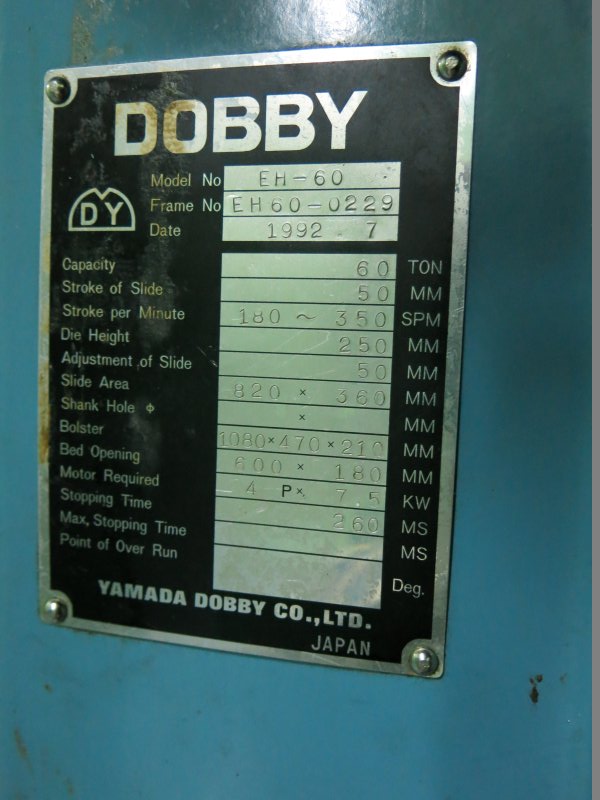 DOBBY
DY
Model No EH-60
Frame No EH60-0229
Date 1992 . 7
Capacity 60 TON
Stroke of Slide 50 MM
Stroke per Minute 180 ~ 350 SPM
Die Height 250 MM
Adjustment of Slide 50 MM
Slide Area 820 × 360 MM
Shank Hole φ × MM
Bolster 1080×470×210 MM
Bed Opening 600 × 180 MM
Motor Required 4 P× 7.5 KW
Stopping Time 260 MS
Max, Stopping Time MS
Point of Over Run Deg.
YAMADA DOBBY CO.,LTD.
JAPAN